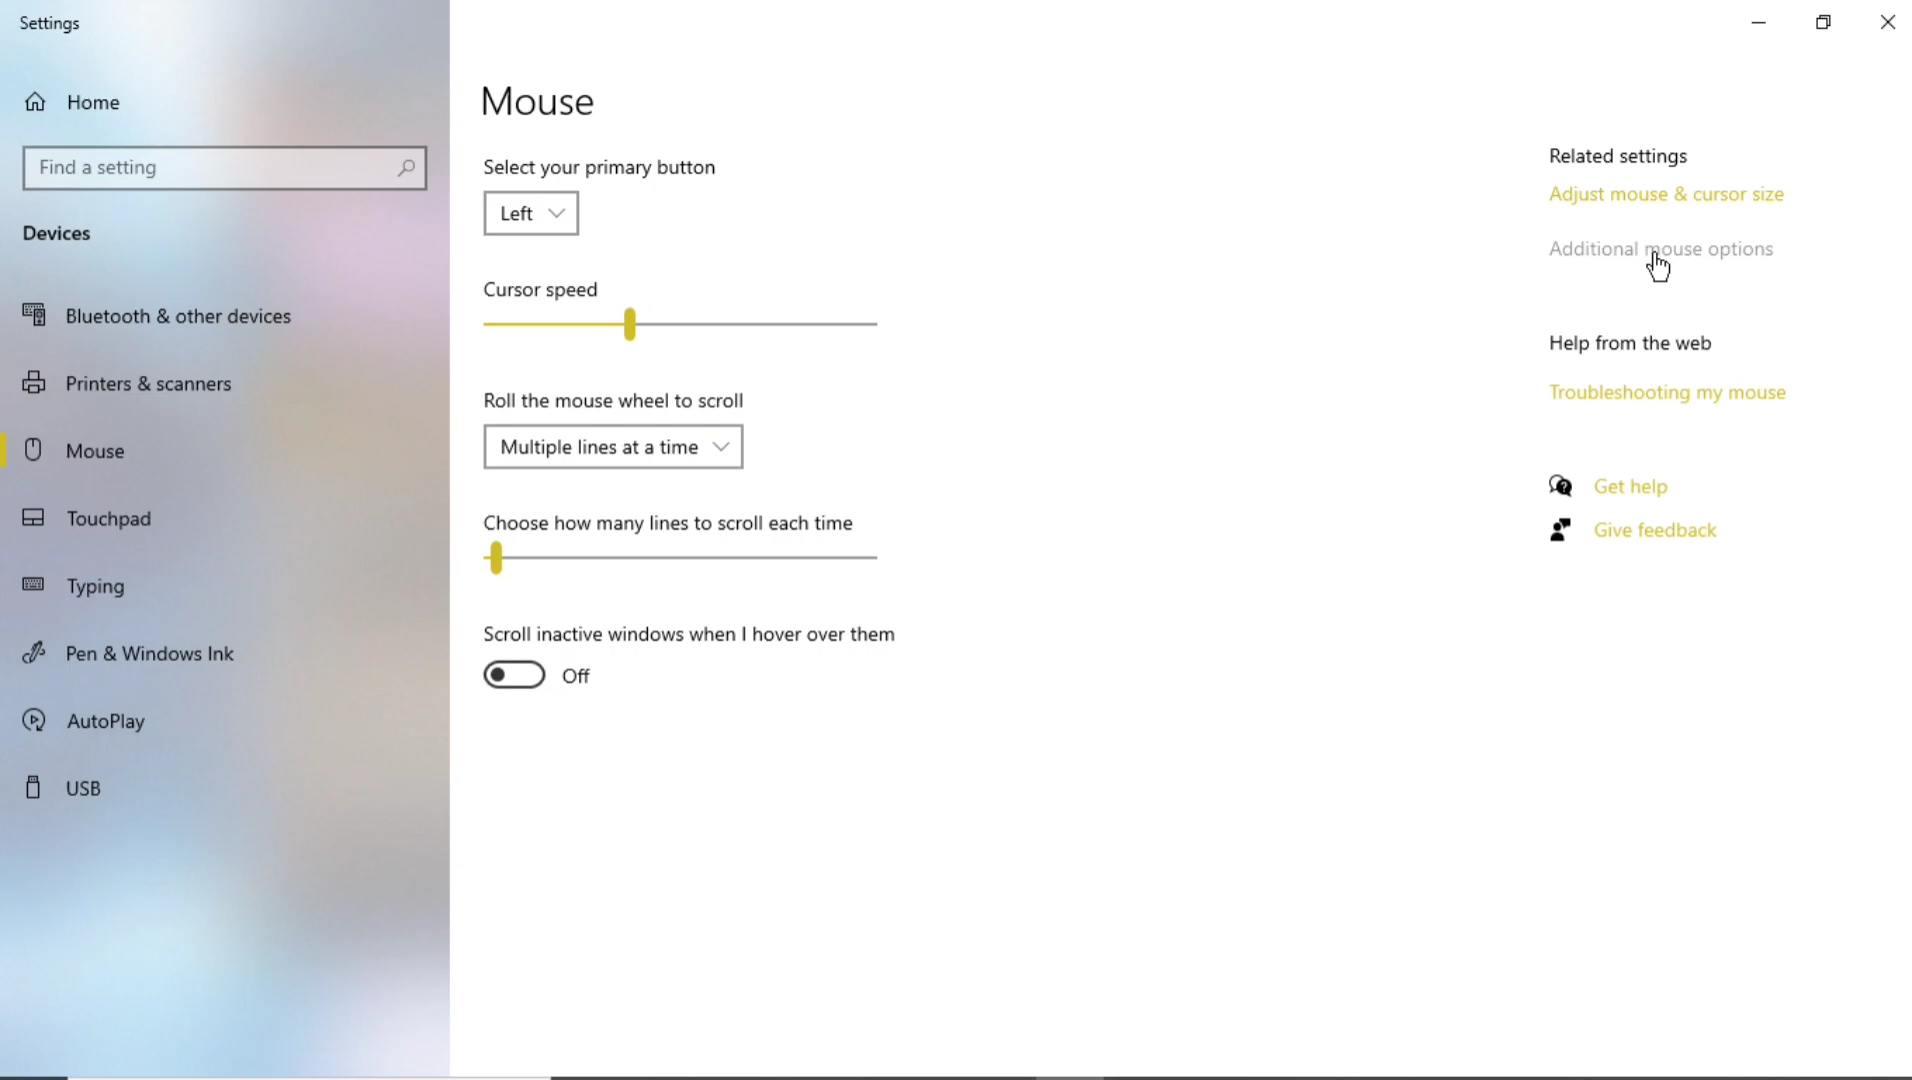 Settings
Home
Find a setting
Devices
Bluetooth & other devices
Printers & scanners
Mouse
Touchpad
Typing
Pen & Windows Ink
AutoPlay
USB
Mouse
Select your primary button
Left
Cursor speed
Roll the mouse wheel to scroll
Multiple lines at a time
Choose how many lines to scroll each time
Scroll inactive windows when I hover over them
Off
Related settings
Adjust mouse & cursor size
Additional mouse options
Help from the web
Troubleshooting my mouse
Get help
Give feedback